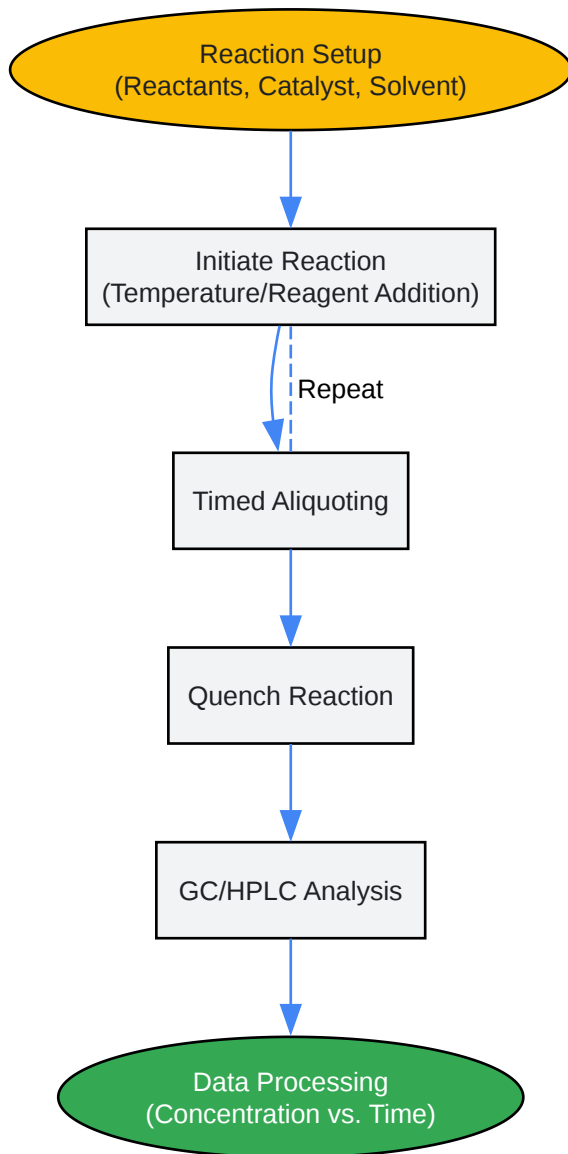 Reaction Setup
(Reactants, Catalyst, Solvent)
Initiate Reaction
(Temperature/Reagent Addition)
Repeat
Timed Aliquoting
Quench Reaction
GC/HPLC Analysis
Data Processing
(Concentration vs. Time)